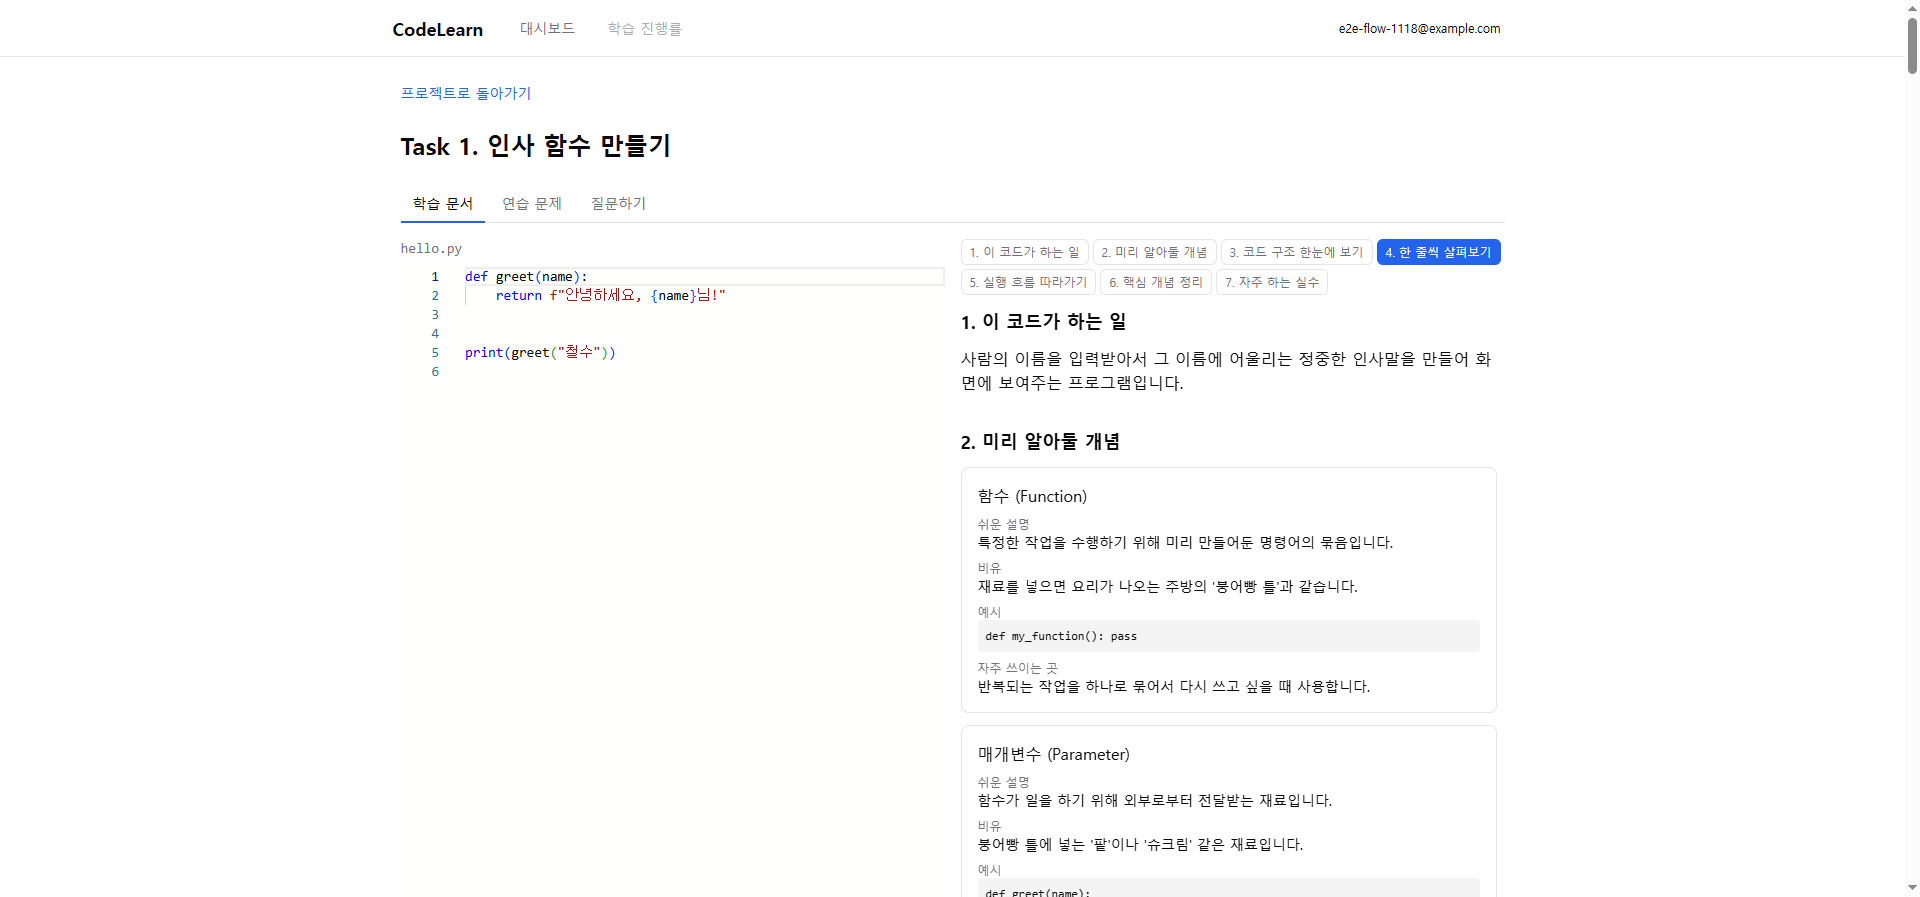 CodeLearn 대시보드 학습 진행률 e2e-flow-1118@example.com
프로젝트로 돌아가기
Task 1. 인사 함수 만들기
학습 문서 연습 문제 질문하기
hello.py
1 def greet(name):
2 return f"안녕하세요, {name}님!"
3
4
5 print(greet("철수"))
6
1. 이 코드가 하는 일 2. 미리 알아둘 개념 3. 코드 구조 한눈에 보기 4. 한 줄씩 살펴보기
5. 실행 흐름 따라가기 6. 핵심 개념 정리 7. 자주 하는 실수
1. 이 코드가 하는 일
사람의 이름을 입력받아서 그 이름에 어울리는 정중한 인사말을 만들어 화
면에 보여주는 프로그램입니다.
2. 미리 알아둘 개념
함수 (Function)
쉬운 설명
특정한 작업을 수행하기 위해 미리 만들어둔 명령어의 묶음입니다.
비유
재료를 넣으면 요리가 나오는 주방의 '붕어빵 틀'과 같습니다.
예시
def my_function(): pass
자주 쓰이는 곳
반복되는 작업을 하나로 묶어서 다시 쓰고 싶을 때 사용합니다.
매개변수 (Parameter)
쉬운 설명
함수가 일을 하기 위해 외부로부터 전달받는 재료입니다.
비유
붕어빵 틀에 넣는 '팥'이나 '슈크림' 같은 재료입니다.
예시
def greet(name):